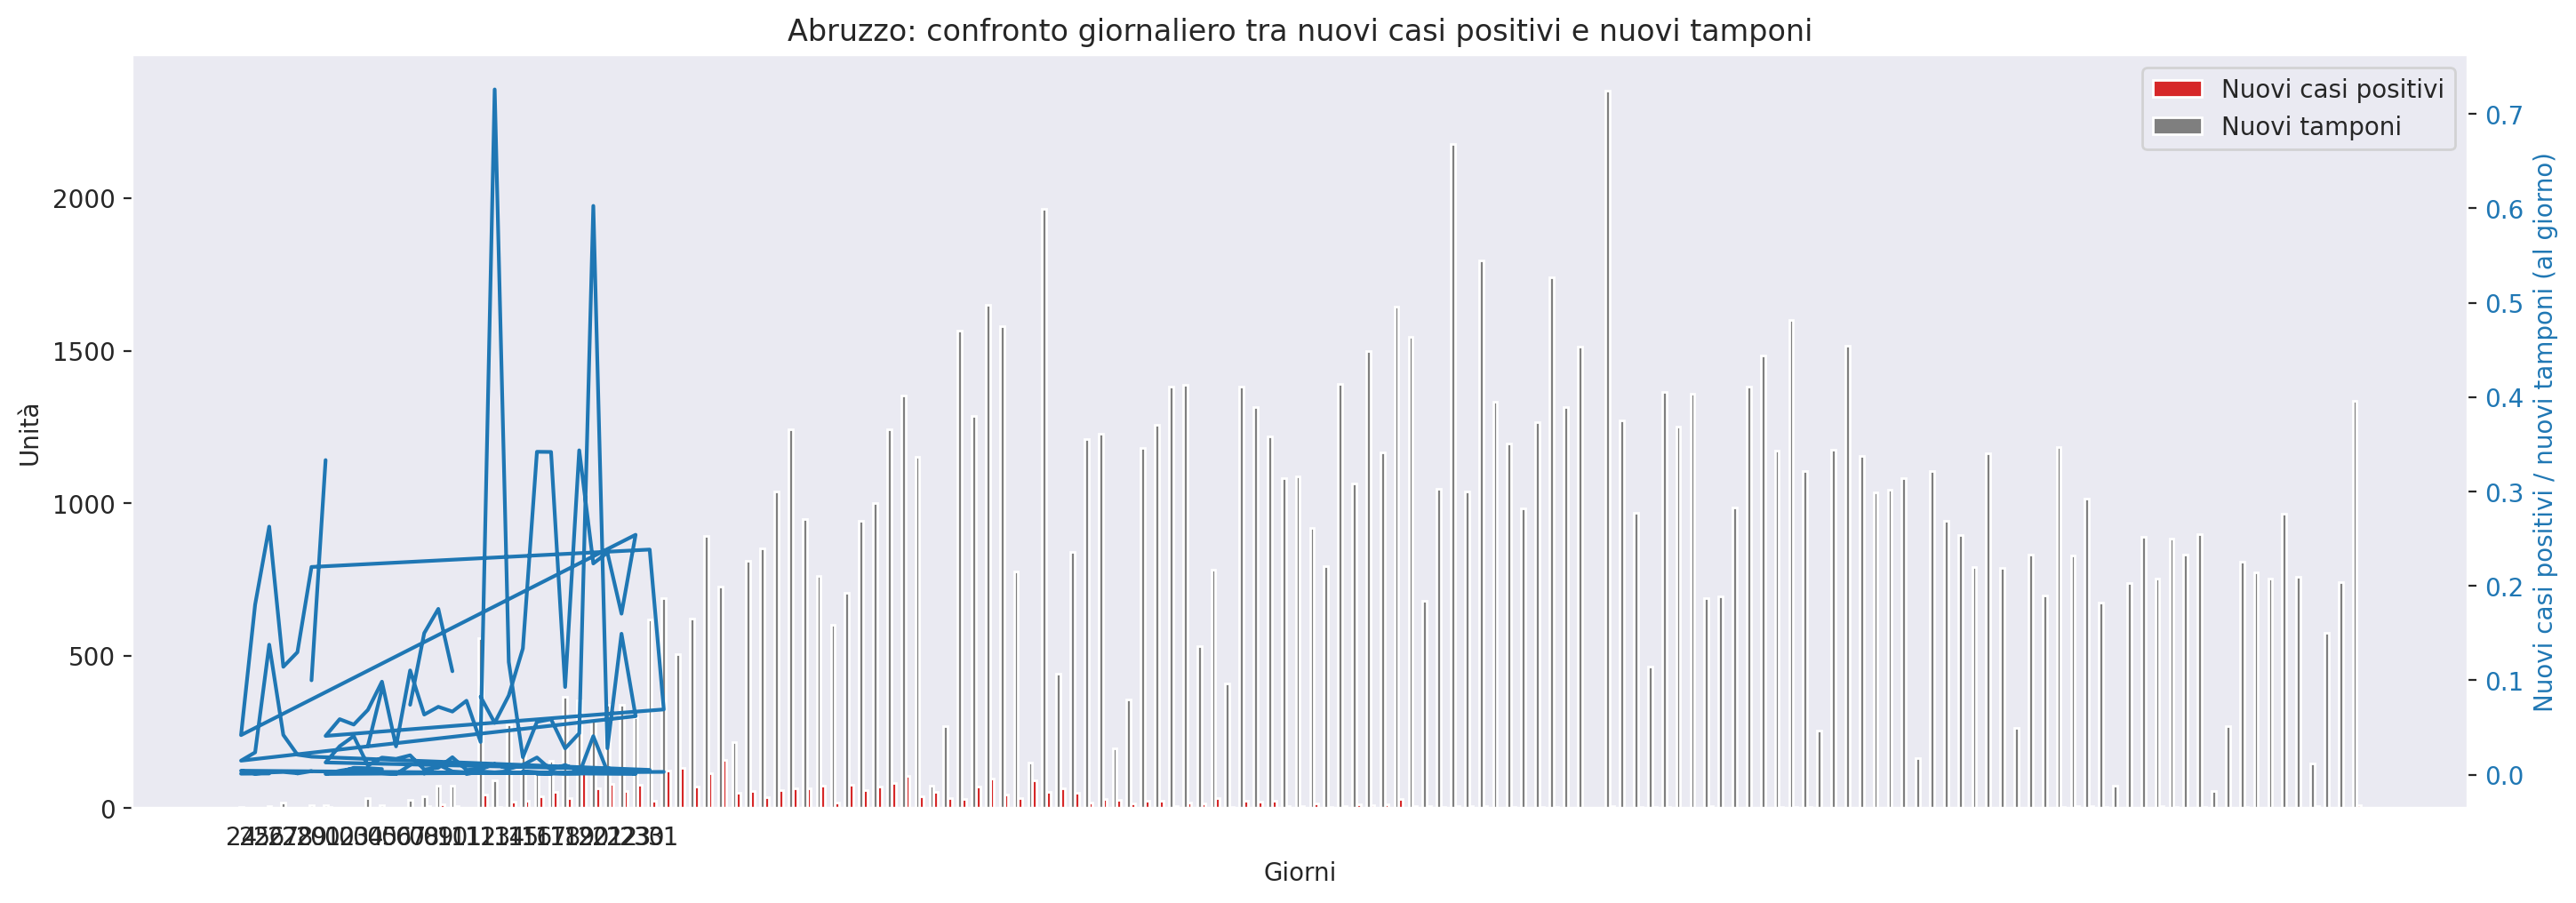 Abruzzo: confronto giornaliero tra nuovi casi positivi e nuovi tamponi
Nuovi casi positivi
Nuovi tamponi
Unità
2000
1500
1000
500
0
0.7
0.6
0.5
0.4
0.3
0.2
0.1
0.0
Nuovi casi positivi / nuovi tamponi (al giorno)
Giorni